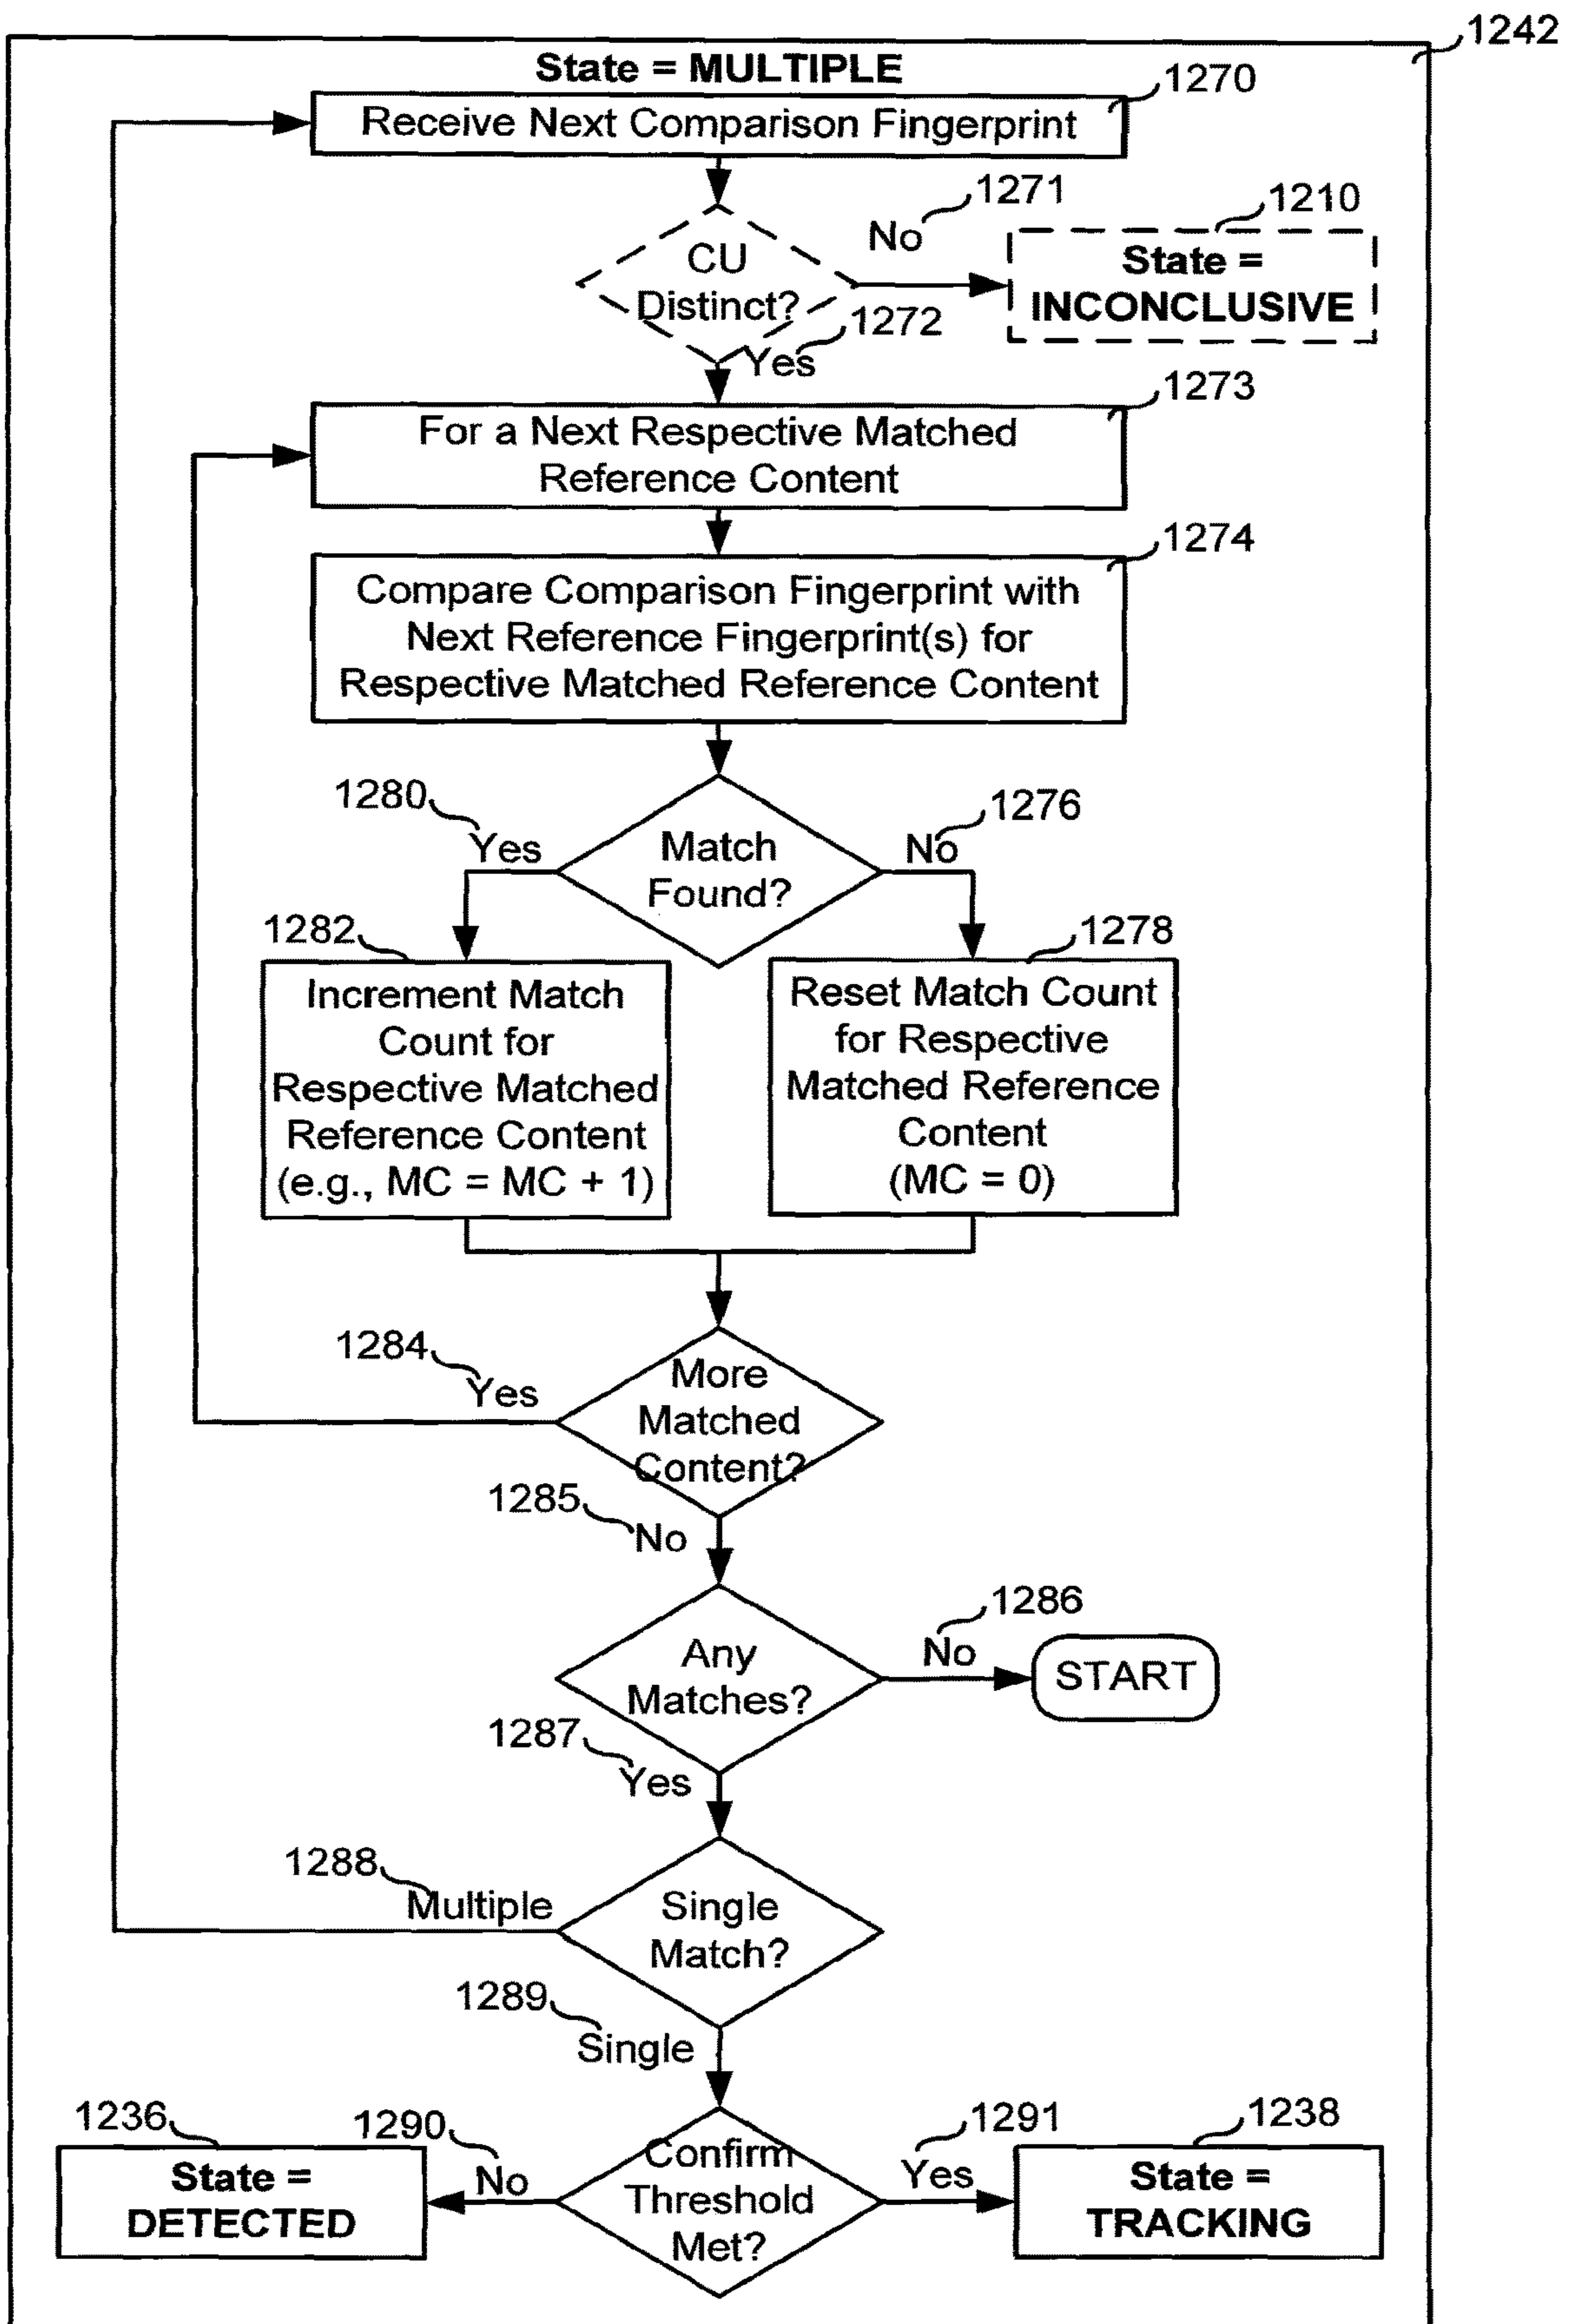 1242
State = MULTIPLE
1270
Receive Next Comparison Fingerprint
1271
No
1210
CU
Distinct?
State =
INCONCLUSIVE
1272
Yes
1273
For a Next Respective Matched
Reference Content
1274
Compare Comparison Fingerprint with
Next Reference Fingerprint(s) for
Respective Matched Reference Content
1280
Yes
1276
No
Match
Found?
1282
Increment Match
Count for
Respective Matched
Reference Content
(e.g., MC = MC + 1)
1278
Reset Match Count
for Respective
Matched Reference
Content
(MC = 0)
1284
Yes
More
Matched
Content?
1285
No
1286
No
Any
Matches?
START
1287
Yes
1288
Multiple
Single
Match?
1289
Single
1236
State =
DETECTED
1290
No
Confirm
Threshold
Met?
1291
Yes
1238
State =
TRACKING